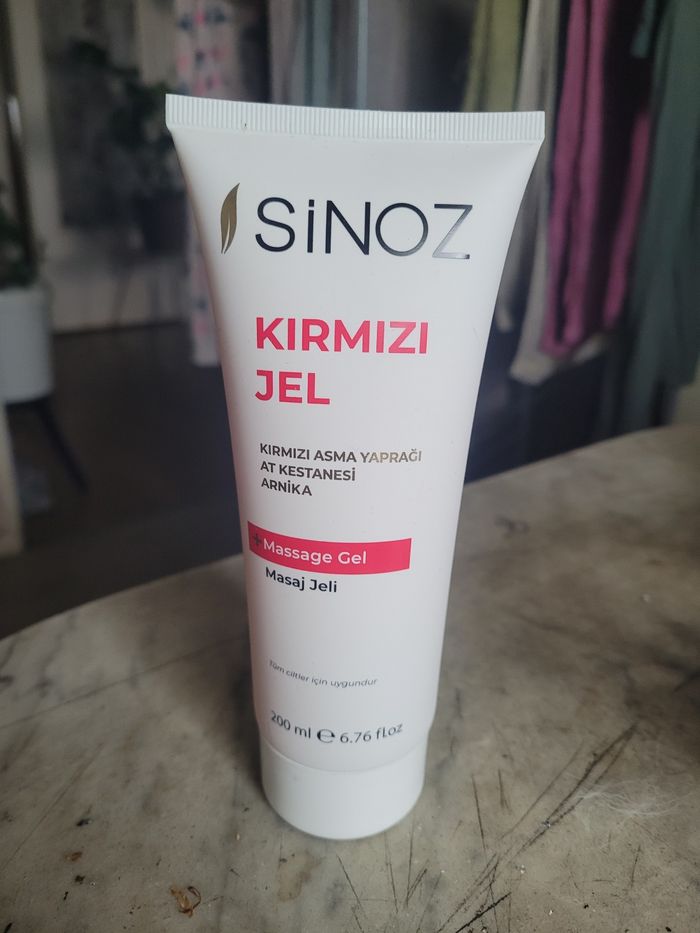 SiNOZ
KIRMIZI
JEL
KIRMIZI ASMA YAPRAĞI
AT KESTANESİ
ARNİKA
+Massage Gel
Masaj Jeli
Tüm ciltler için uygundur
200 ml ℮ 6.76 fl.oz